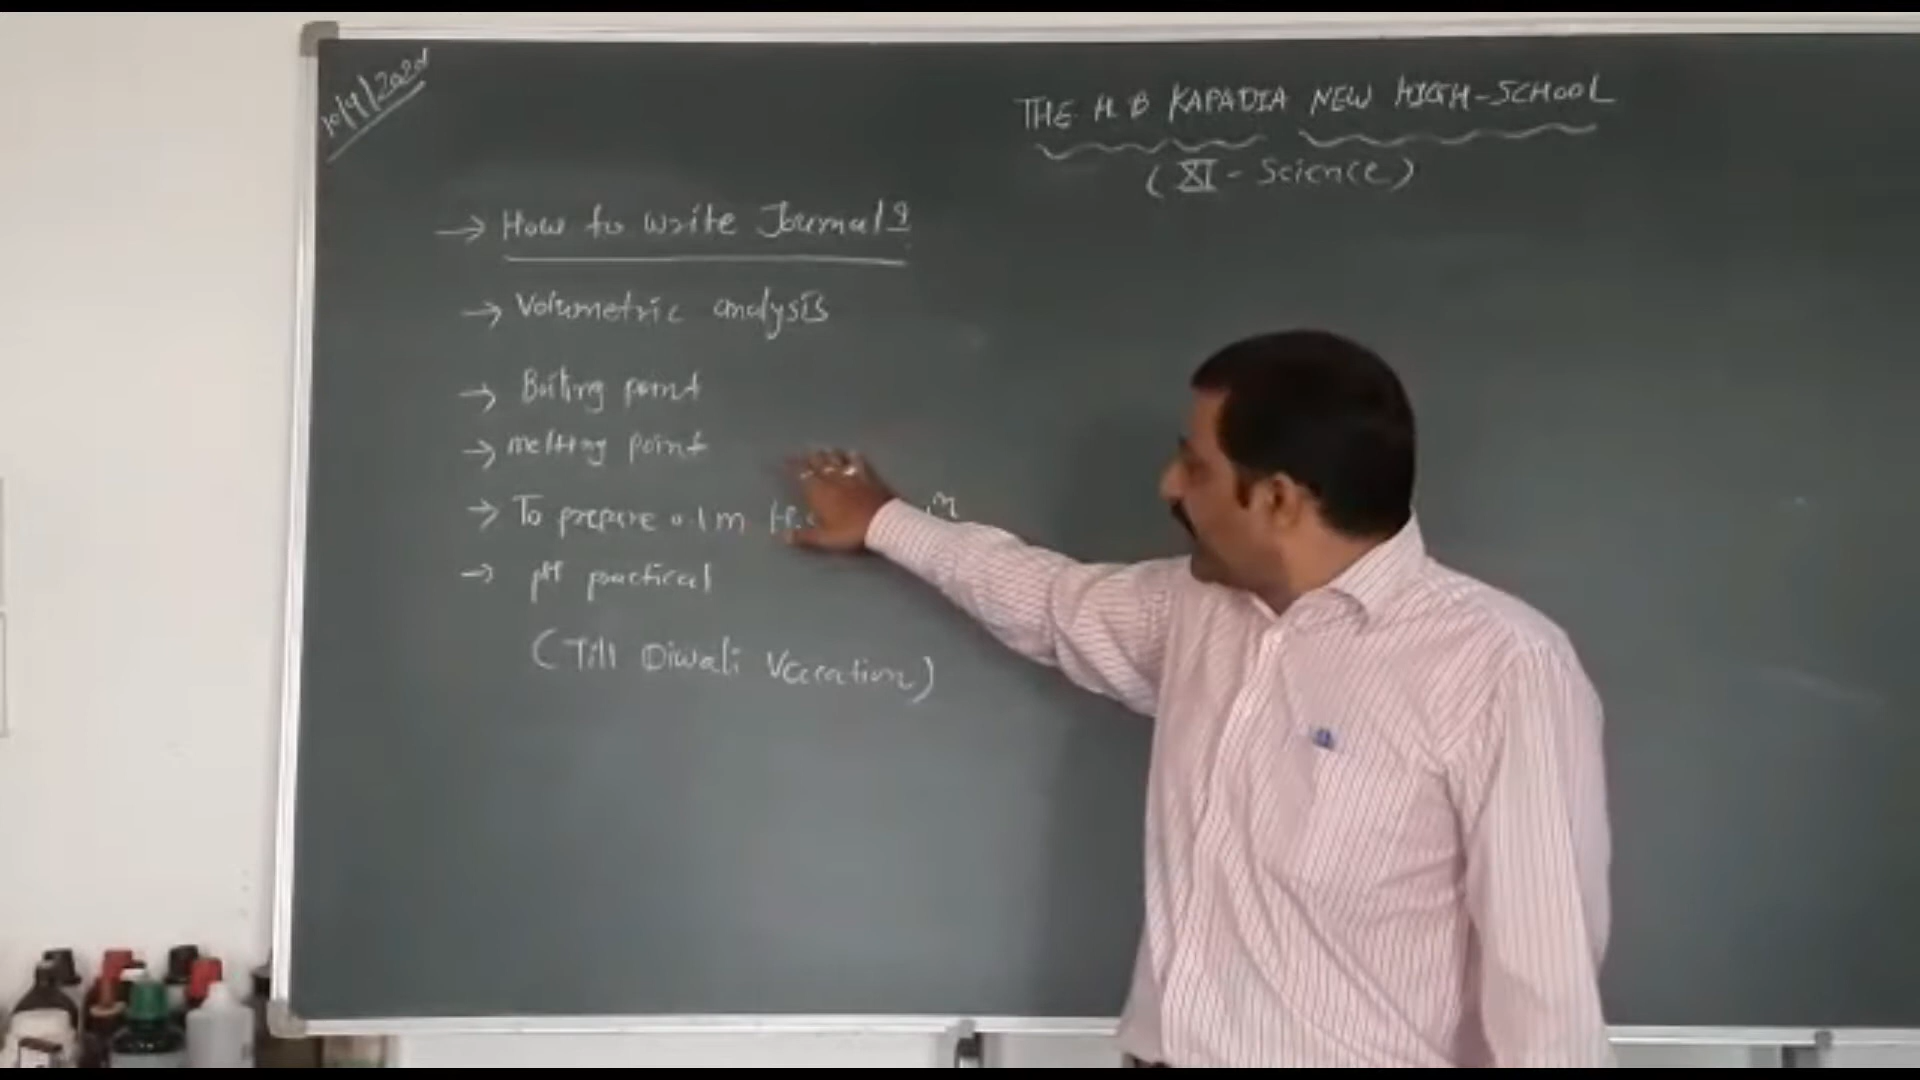 10/9/2020
THE H B KAPADIA NEW HIGH-SCHOOL
(XI - Science)
→ How to write Journal?
→ Volumetric analysis
→ Boiling point
→ melting point
→ To prepare 0.1 m
→ pH practical
(Till Diwali Vacation)